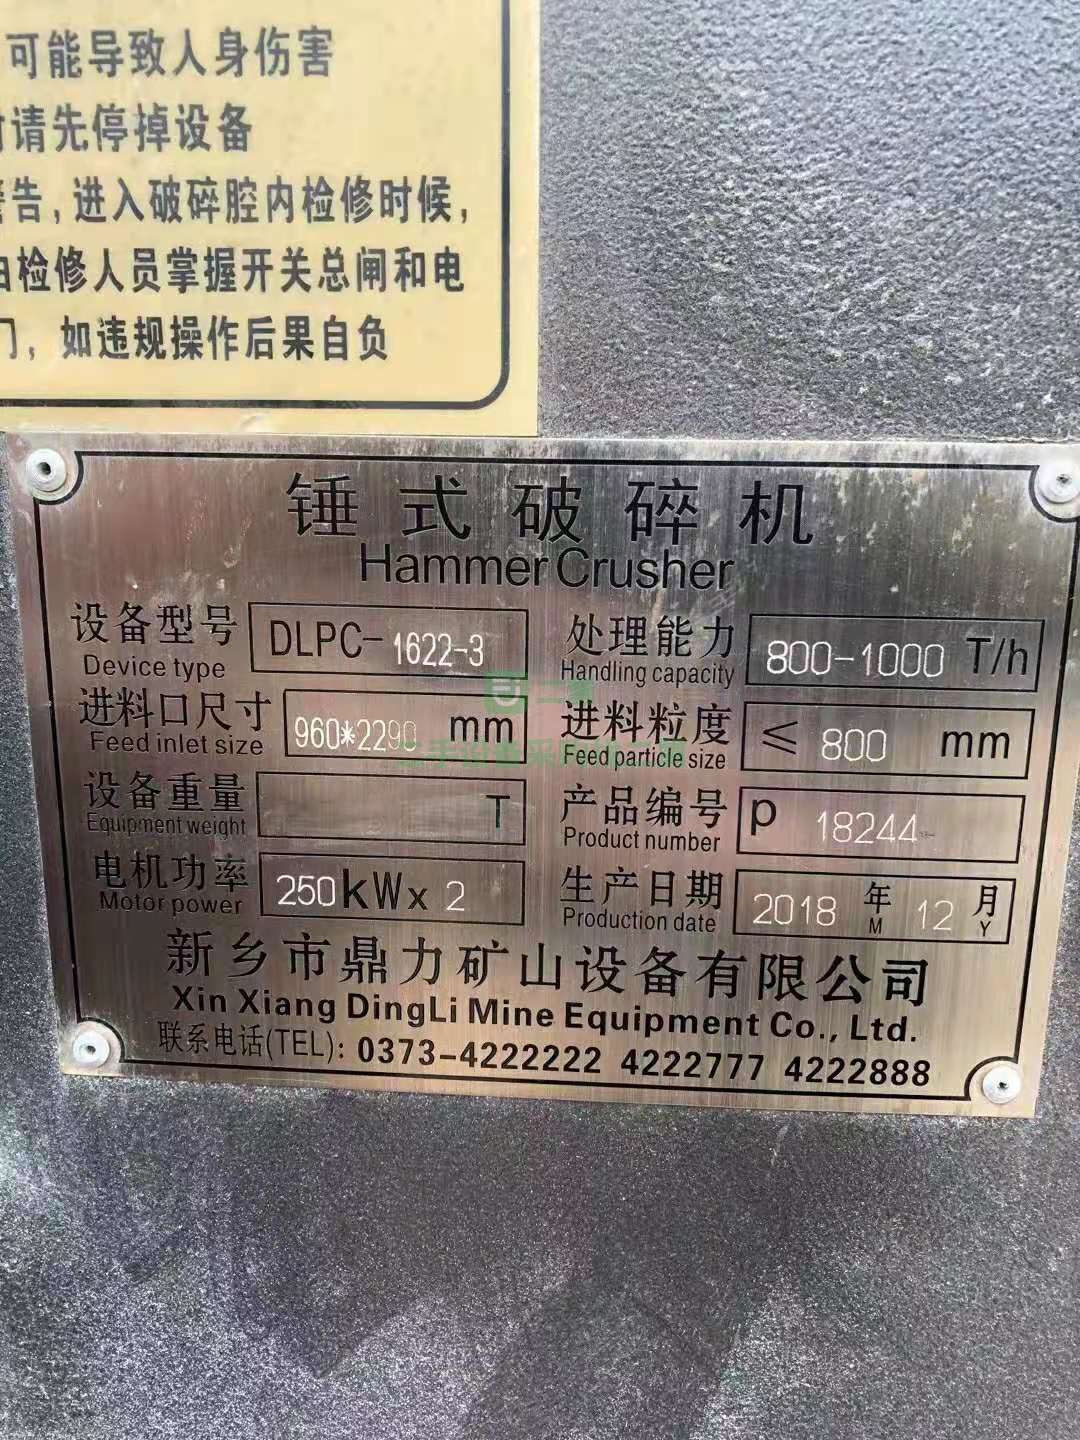 可能导致人身伤害
请先停掉设备
警告,进入破碎腔内检修时候,
由检修人员掌握开关总闸和电
门，如违规操作后果自负
锤式破碎机
Hammer Crusher
设备型号 DLPC-1622-3 处理能力 800-1000 T/h
Device type Handling capacity
进料口尺寸 960*2290 mm 进料粒度 ≤ 800 mm
Feed inlet size Feed particle size
设备重量 T 产品编号 p 18244
Equipment weight Product number
电机功率 250kWx 2 生产日期 2018 年 12 月
Motor power Production date M Y
新乡市鼎力矿山设备有限公司
Xin Xiang DingLi Mine Equipment Co., Ltd.
联系电话(TEL): 0373-4222222 4222777 4222888